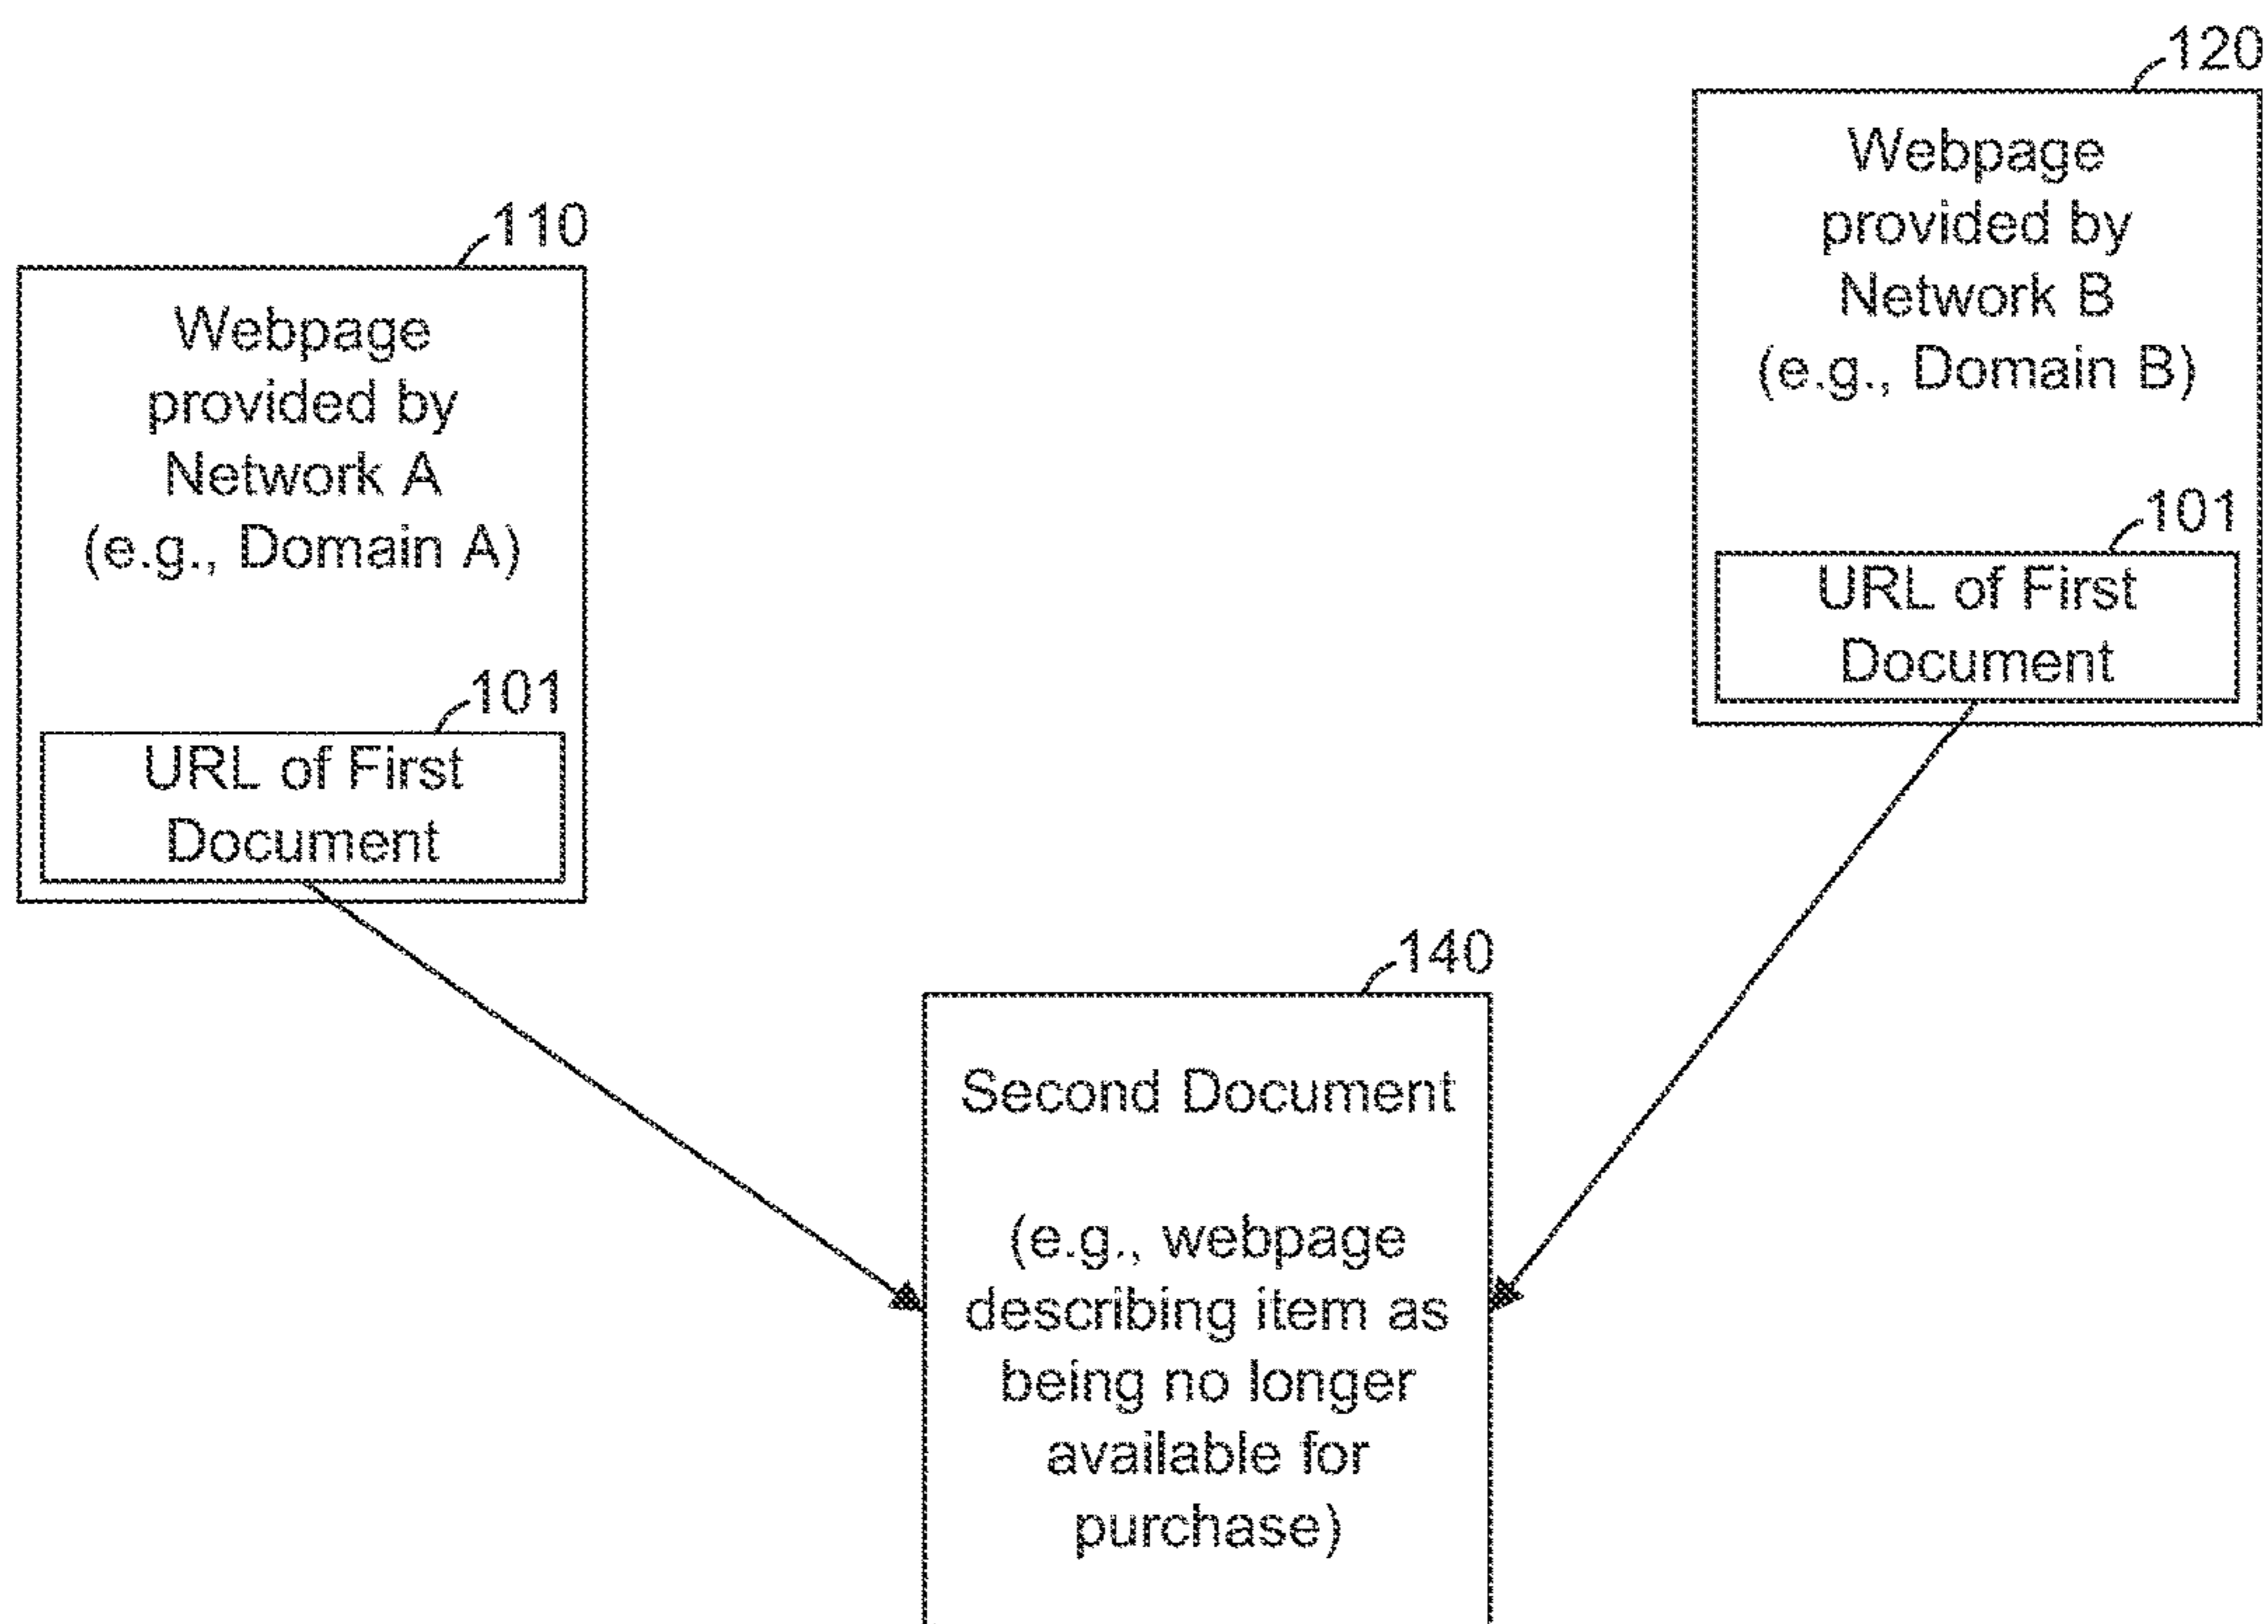 110
Webpage
provided by
Network A
(e.g., Domain A)
101
URL of First
Document
120
Webpage
provided by
Network B
(e.g., Domain B)
101
URL of First
Document
140
Second Document
(e.g., webpage
describing item as
being no longer
available for
purchase)